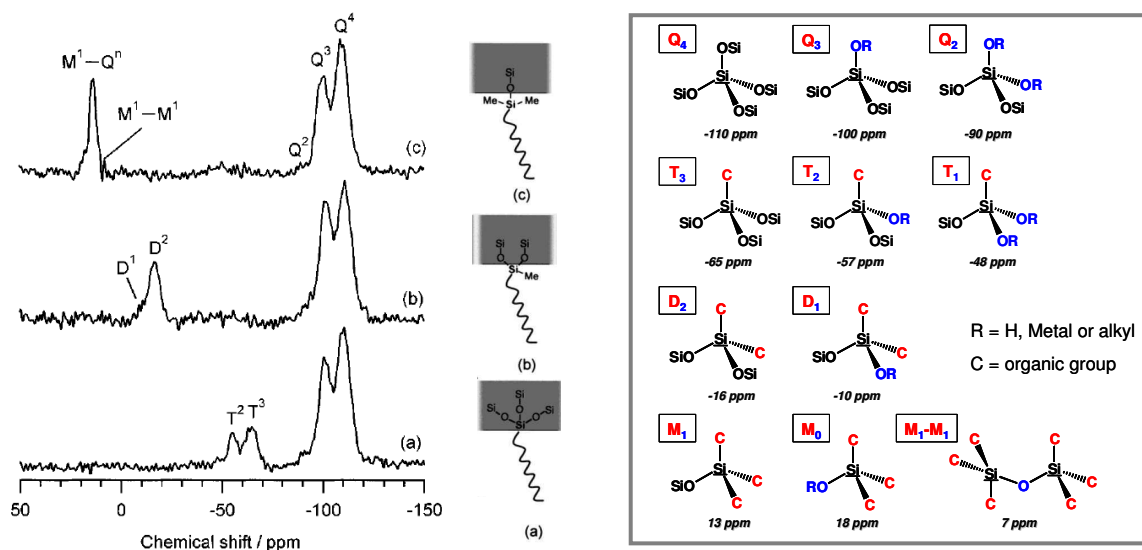 M¹–Qⁿ
M¹–M¹
Q²
Q³
Q⁴
(c)
D¹
D²
(b)
T²
T³
(a)
50
0
-50
-100
-150
Chemical shift / ppm
Si
O
Me
Si
Me
(c)
Si
Si
O
O
Si
Me
(b)
Si
Si
Si
O
O
O
Si
(a)
Q₄
OSi
Si
SiO
OSi
OSi
-110 ppm
Q₃
OR
Si
SiO
OSi
OSi
-100 ppm
Q₂
OR
Si
SiO
OR
OSi
-90 ppm
T₃
C
Si
SiO
OSi
OSi
-65 ppm
T₂
C
Si
SiO
OR
OSi
-57 ppm
T₁
C
Si
SiO
OR
OR
-48 ppm
D₂
C
Si
SiO
C
OSi
-16 ppm
D₁
C
Si
SiO
C
OR
-10 ppm
R = H, Metal or alkyl
C = organic group
M₁
C
Si
SiO
C
C
13 ppm
M₀
C
Si
RO
C
C
18 ppm
M₁-M₁
C
C
Si
C
O
C
Si
C
C
7 ppm